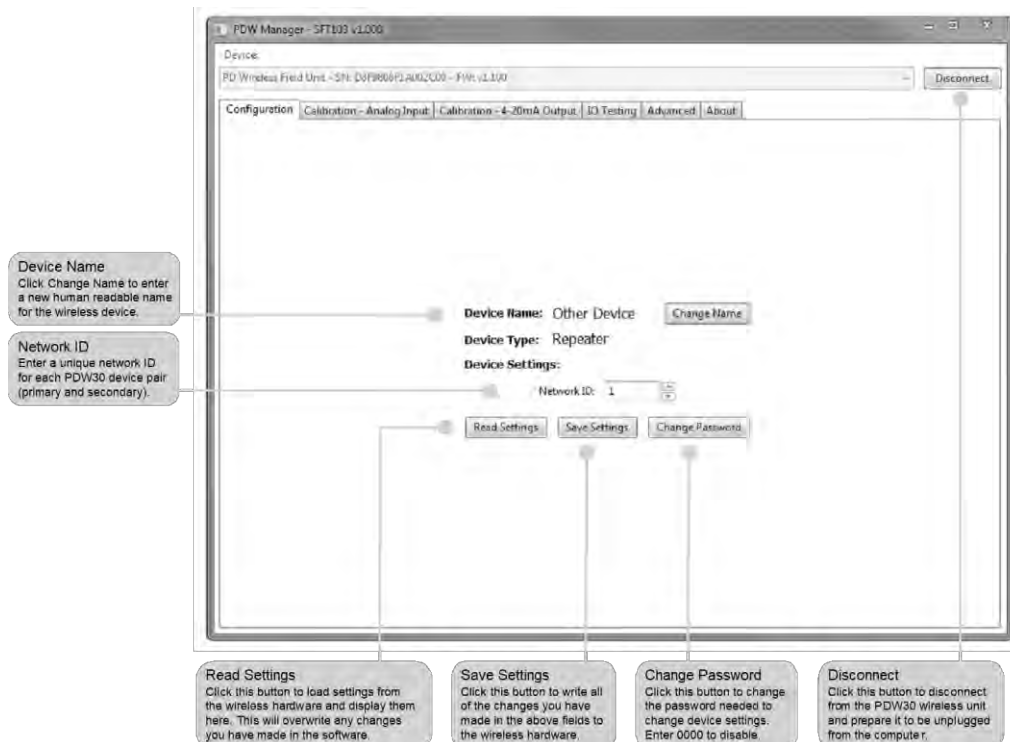 PDW Manager - SFT103 v1.000
Device:
PD Wireless Field Unit - SN: - FW: v1.100
Disconnect
Configuration Calibration - Analog Input Calibration - 4-20mA Output IO Testing Advanced About
Device Name
Click Change Name to enter
a new human readable name
for the wireless device.
Network ID
Enter a unique network ID
for each PDW30 device pair
(primary and secondary).
Device Name: Other Device Change Name
Device Type: Repeater
Device Settings:
Network ID: 1
Read Settings Save Settings Change Password
Read Settings
Click this button to load settings from
the wireless hardware and display them
here. This will overwrite any changes
you have made in the software.
Save Settings
Click this button to write all
of the changes you have
made in the above fields to
the wireless hardware.
Change Password
Click this button to change
the password needed to
change device settings.
Enter 0000 to disable.
Disconnect
Click this button to disconnect
from the PDW30 wireless unit
and prepare it to be unplugged
from the computer.